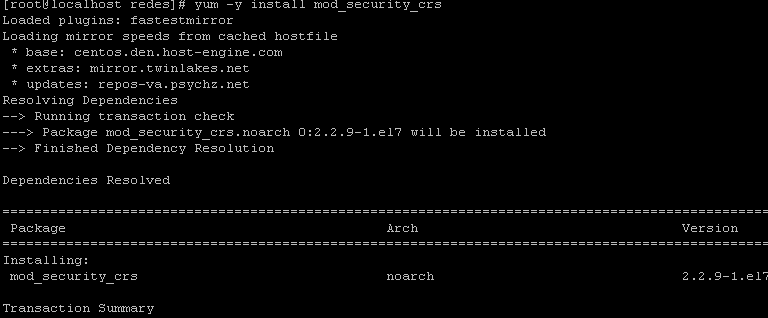 [root@localhost redes]# yum -y install mod_security_crs
Loaded plugins: fastestmirror
Loading mirror speeds from cached hostfile
 * base: centos.den.host-engine.com
 * extras: mirror.twinlakes.net
 * updates: repos-va.psychz.net
Resolving Dependencies
--> Running transaction check
---> Package mod_security_crs.noarch 0:2.2.9-1.el7 will be installed
--> Finished Dependency Resolution
Dependencies Resolved
================================================================================================
Package Arch Version
================================================================================================
Installing:
 mod_security_crs noarch 2.2.9-1.el7
Transaction Summary